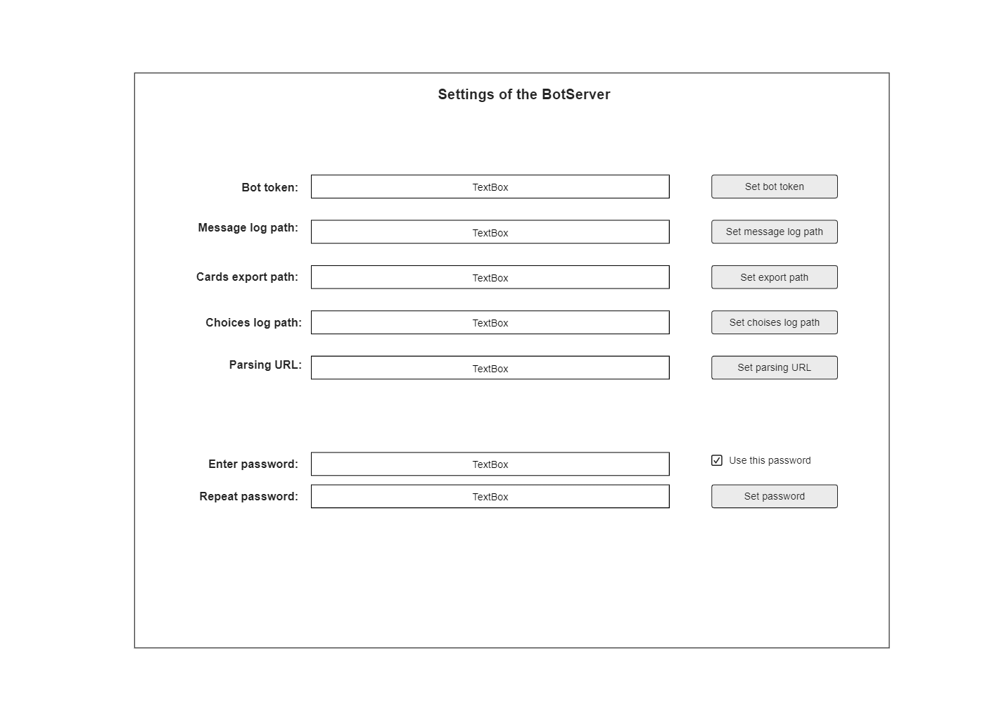 Settings of the BotServer
Bot token: TextBox Set bot token
Message log path: TextBox Set message log path
Cards export path: TextBox Set export path
Choices log path: TextBox Set choises log path
Parsing URL: TextBox Set parsing URL
Enter password: TextBox Use this password
Repeat password: TextBox Set password